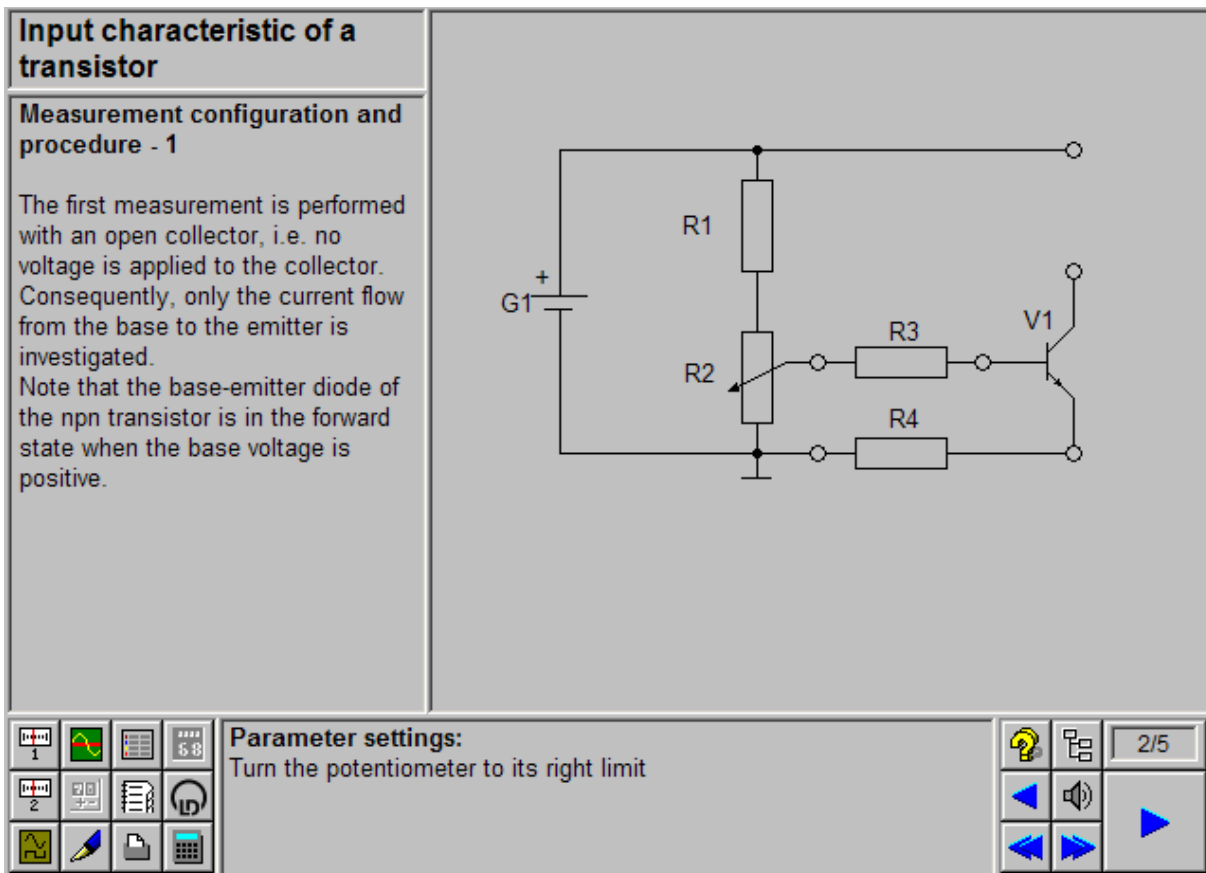 Input characteristic of a
transistor
Measurement configuration and
procedure - 1
The first measurement is performed
with an open collector, i.e. no
voltage is applied to the collector.
Consequently, only the current flow
from the base to the emitter is
investigated.
Note that the base-emitter diode of
the npn transistor is in the forward
state when the base voltage is
positive.
R1
+
G1
V1
R3
R2
R4
Parameter settings:
Turn the potentiometer to its right limit
1
68
2
LD
2/5